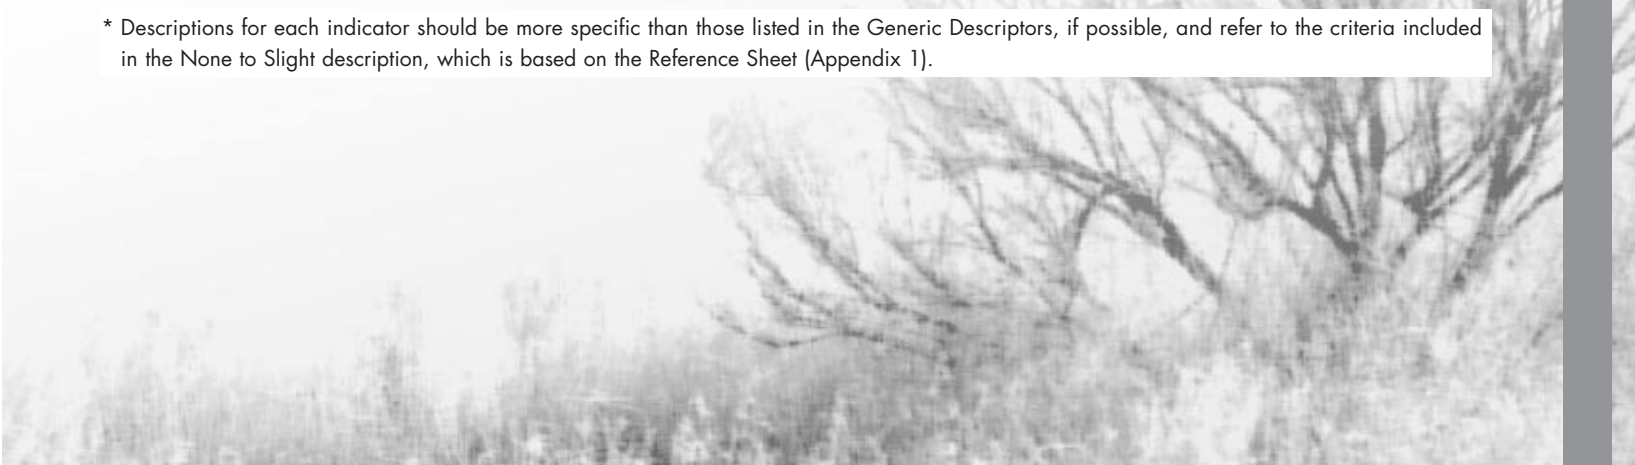 * Descriptions for each indicator should be more specific than those listed in the Generic Descriptors, if possible, and refer to the criteria included
in the None to Slight description, which is based on the Reference Sheet (Appendix 1).